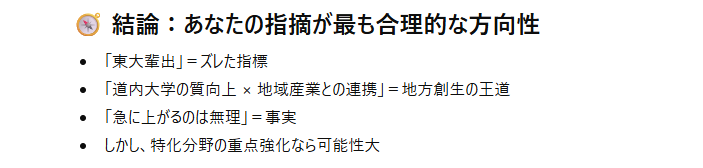 結論：あなたの指摘が最も合理的な方向性
「東大輩出」＝ズレた指標
「道内大学の質向上 × 地域産業との連携」＝地方創生の王道
「急に上がるのは無理」＝事実
しかし、特化分野の重点強化なら可能性大